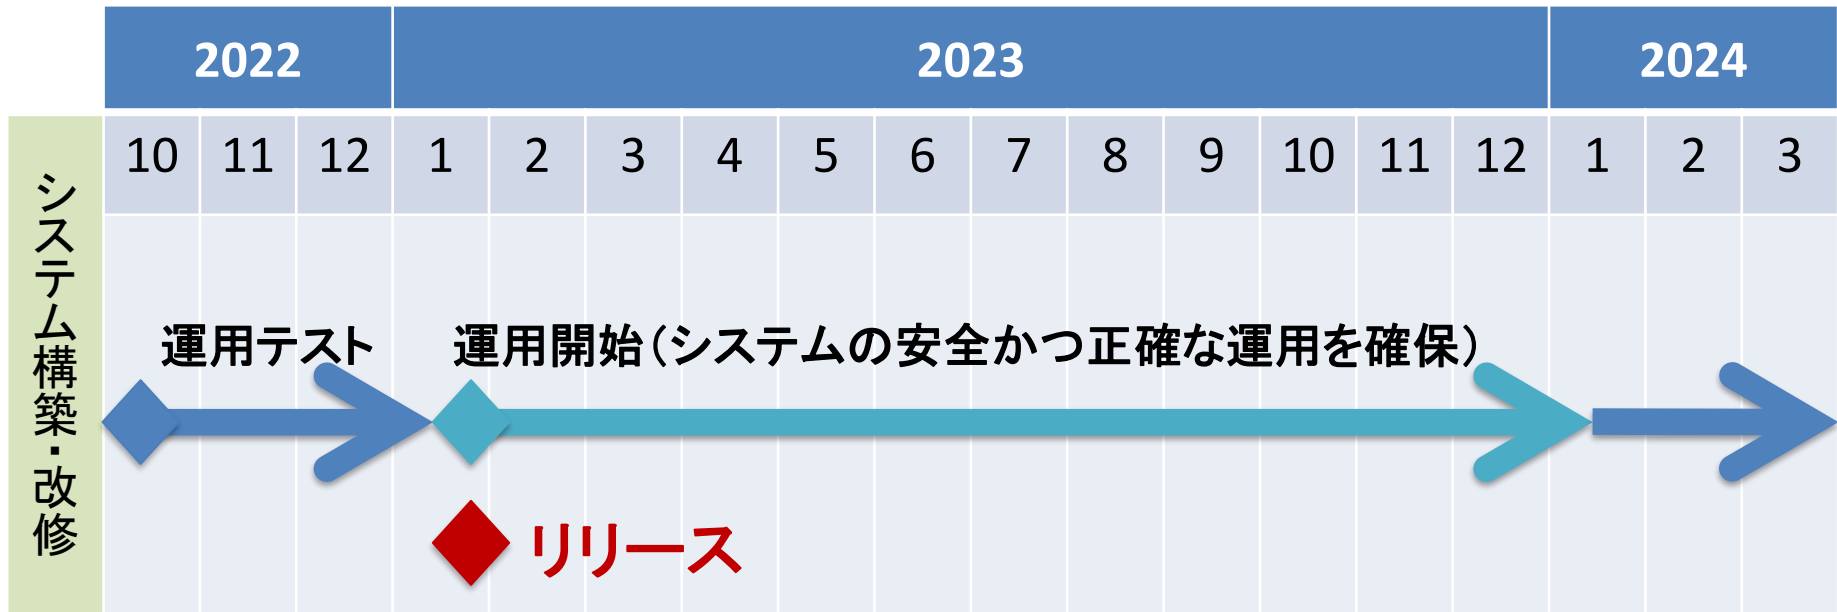 2022 2023 2024
10 11 12 1 2 3 4 5 6 7 8 9 10 11 12 1 2 3
システム構築・改修
運用テスト 運用開始（システムの安全かつ正確な運用を確保）
リリース